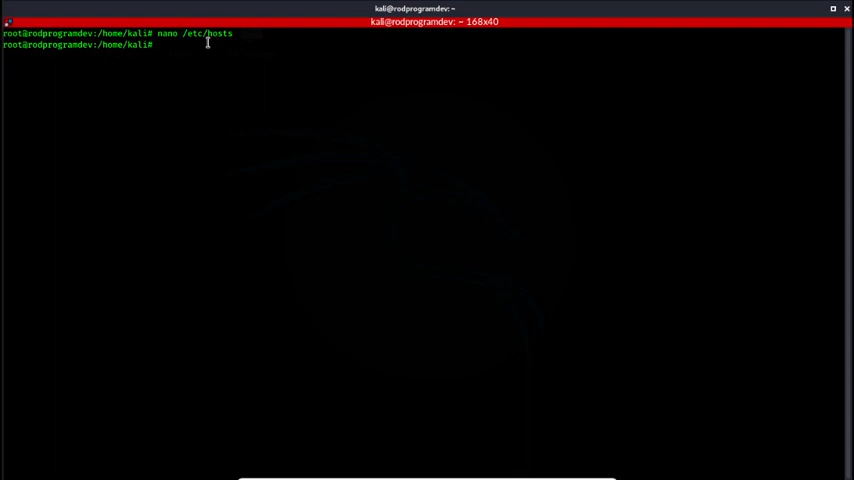 kali@rodprogramdev: ~
kali@rodprogramdev: ~ 168x40
root@rodprogramdev:/home/kali# nano /etc/hosts
root@rodprogramdev:/home/kali#